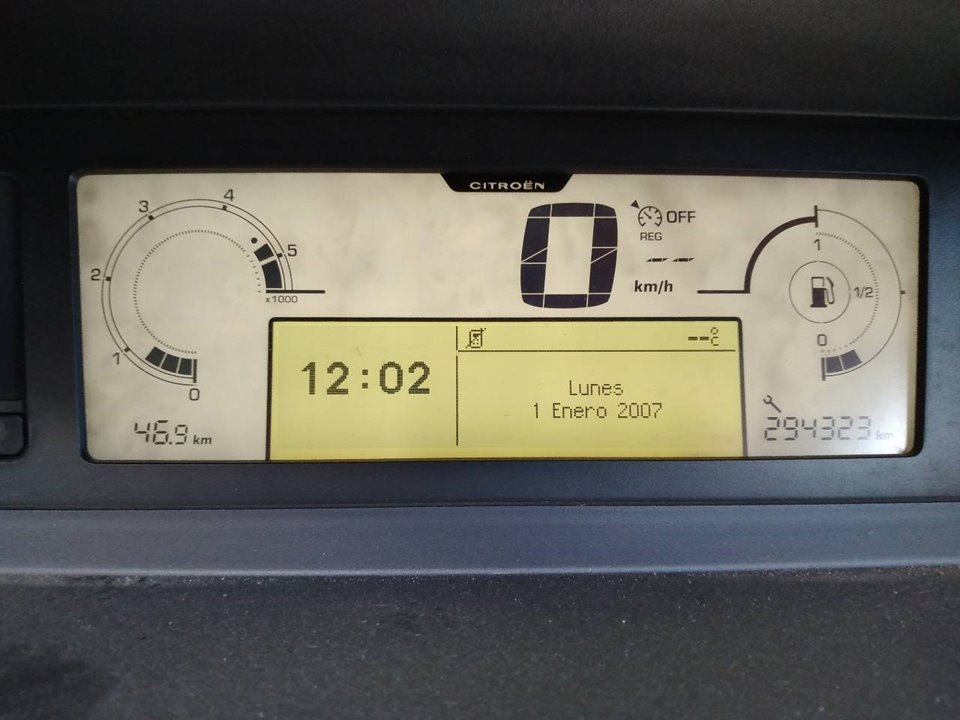 CITROËN
4
3
5
2
x1000
1
0
46.9 km
0
OFF
REG
-- --
km/h
1
1/2
0
12:02
--°C
Lunes
1 Enero 2007
294323 km